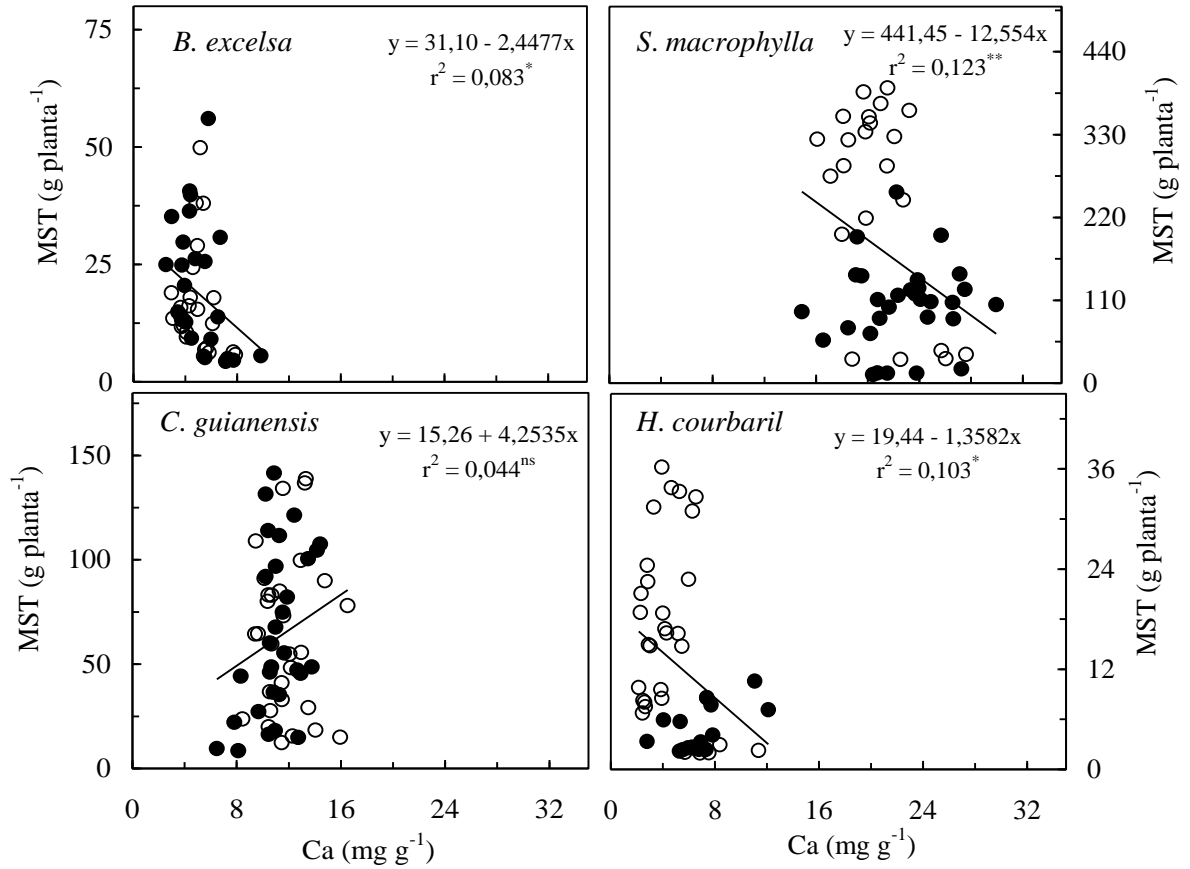 75
50
25
0
MST (g planta⁻¹)
B. excelsa
y = 31,10 - 2,4477x
r² = 0,083*
S. macrophylla
y = 441,45 - 12,554x
r² = 0,123**
440
330
220
110
0
MST (g planta⁻¹)
150
100
50
0
MST (g planta⁻¹)
C. guianensis
y = 15,26 + 4,2535x
r² = 0,044ⁿˢ
H. courbaril
y = 19,44 - 1,3582x
r² = 0,103*
36
24
12
0
MST (g planta⁻¹)
0 8 16 24 32
Ca (mg g⁻¹)
0 8 16 24 32
Ca (mg g⁻¹)